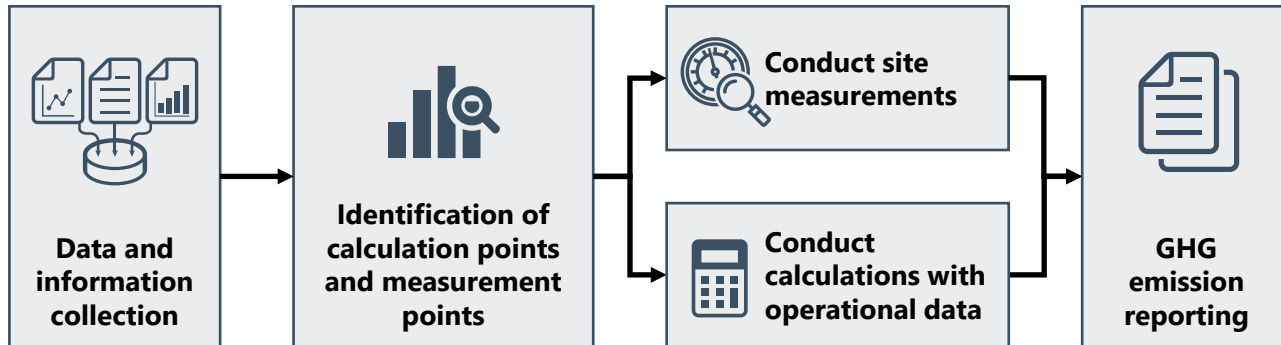 Data and
information
collection
Identification of
calculation points
and measurement
points
Conduct site
measurements
Conduct
calculations with
operational data
GHG
emission
reporting